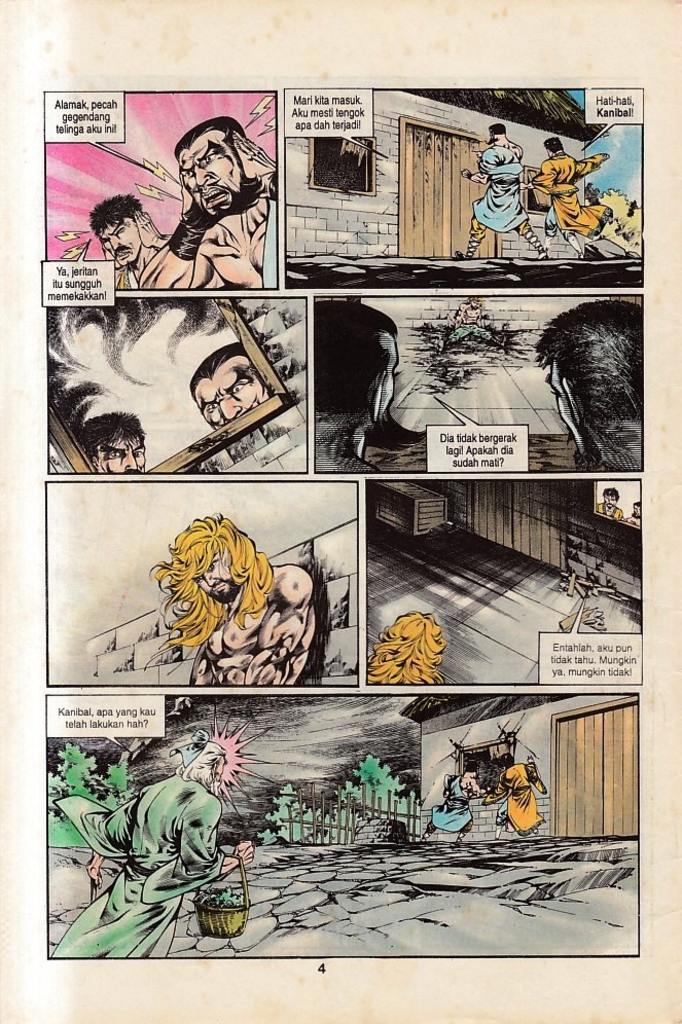 Alamak, pecah
gegendang
telinga aku ini!
Ya, jeritan
itu sungguh
memekakkan!
Mari kita masuk.
Aku mesti tengok
apa dah terjadi!
Hati-hati,
Kanibal!
Dia tidak bergerak
lagi! Apakah dia
sudah mati?
Entahlah, aku pun
tidak tahu. Mungkin
ya, mungkin tidak!
Kanibal, apa yang kau
telah lakukan hah?
4